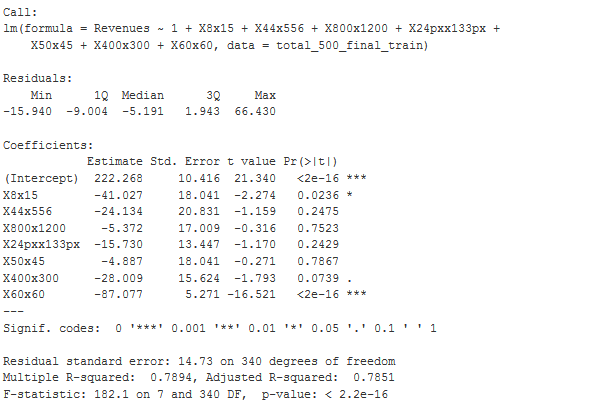 Call:
lm(formula = Revenues ~ 1 + X8x15 + X44x556 + X800x1200 + X24pxx133px +
    X50x45 + X400x300 + X60x60, data = total_500_final_train)
Residuals:
    Min      1Q  Median      3Q     Max
-15.940  -9.004  -5.191   1.943  66.430
Coefficients:
            Estimate Std. Error t value Pr(>|t|)
(Intercept)  222.268     10.416  21.340   <2e-16 ***
X8x15        -41.027     18.041  -2.274   0.0236 *
X44x556      -24.134     20.831  -1.159   0.2475
X800x1200     -5.372     17.009  -0.316   0.7523
X24pxx133px  -15.730     13.447  -1.170   0.2429
X50x45        -4.887     18.041  -0.271   0.7867
X400x300     -28.009     15.624  -1.793   0.0739 .
X60x60       -87.077      5.271 -16.521   <2e-16 ***
---
Signif. codes:  0 '***' 0.001 '**' 0.01 '*' 0.05 '.' 0.1 ' ' 1
Residual standard error: 14.73 on 340 degrees of freedom
Multiple R-squared:  0.7894, Adjusted R-squared:  0.7851
F-statistic: 182.1 on 7 and 340 DF,  p-value: < 2.2e-16